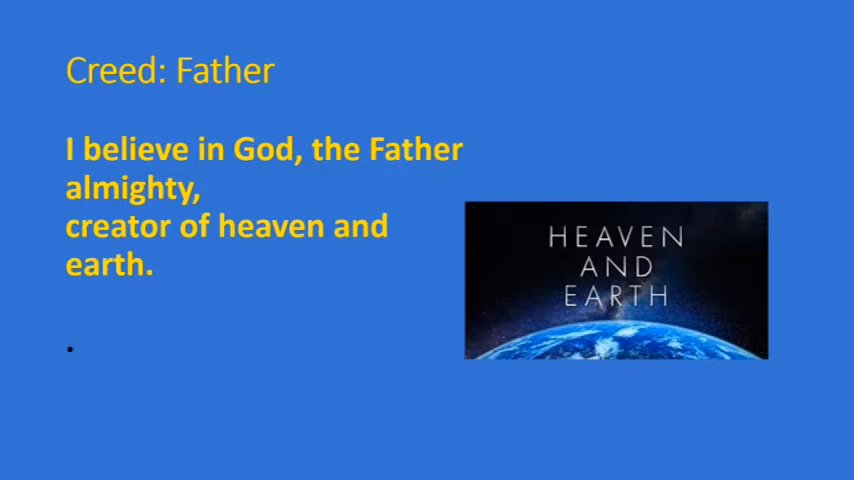 Creed: Father
I believe in God, the Father
almighty,
creator of heaven and
earth.
HEAVEN
AND
EARTH
.